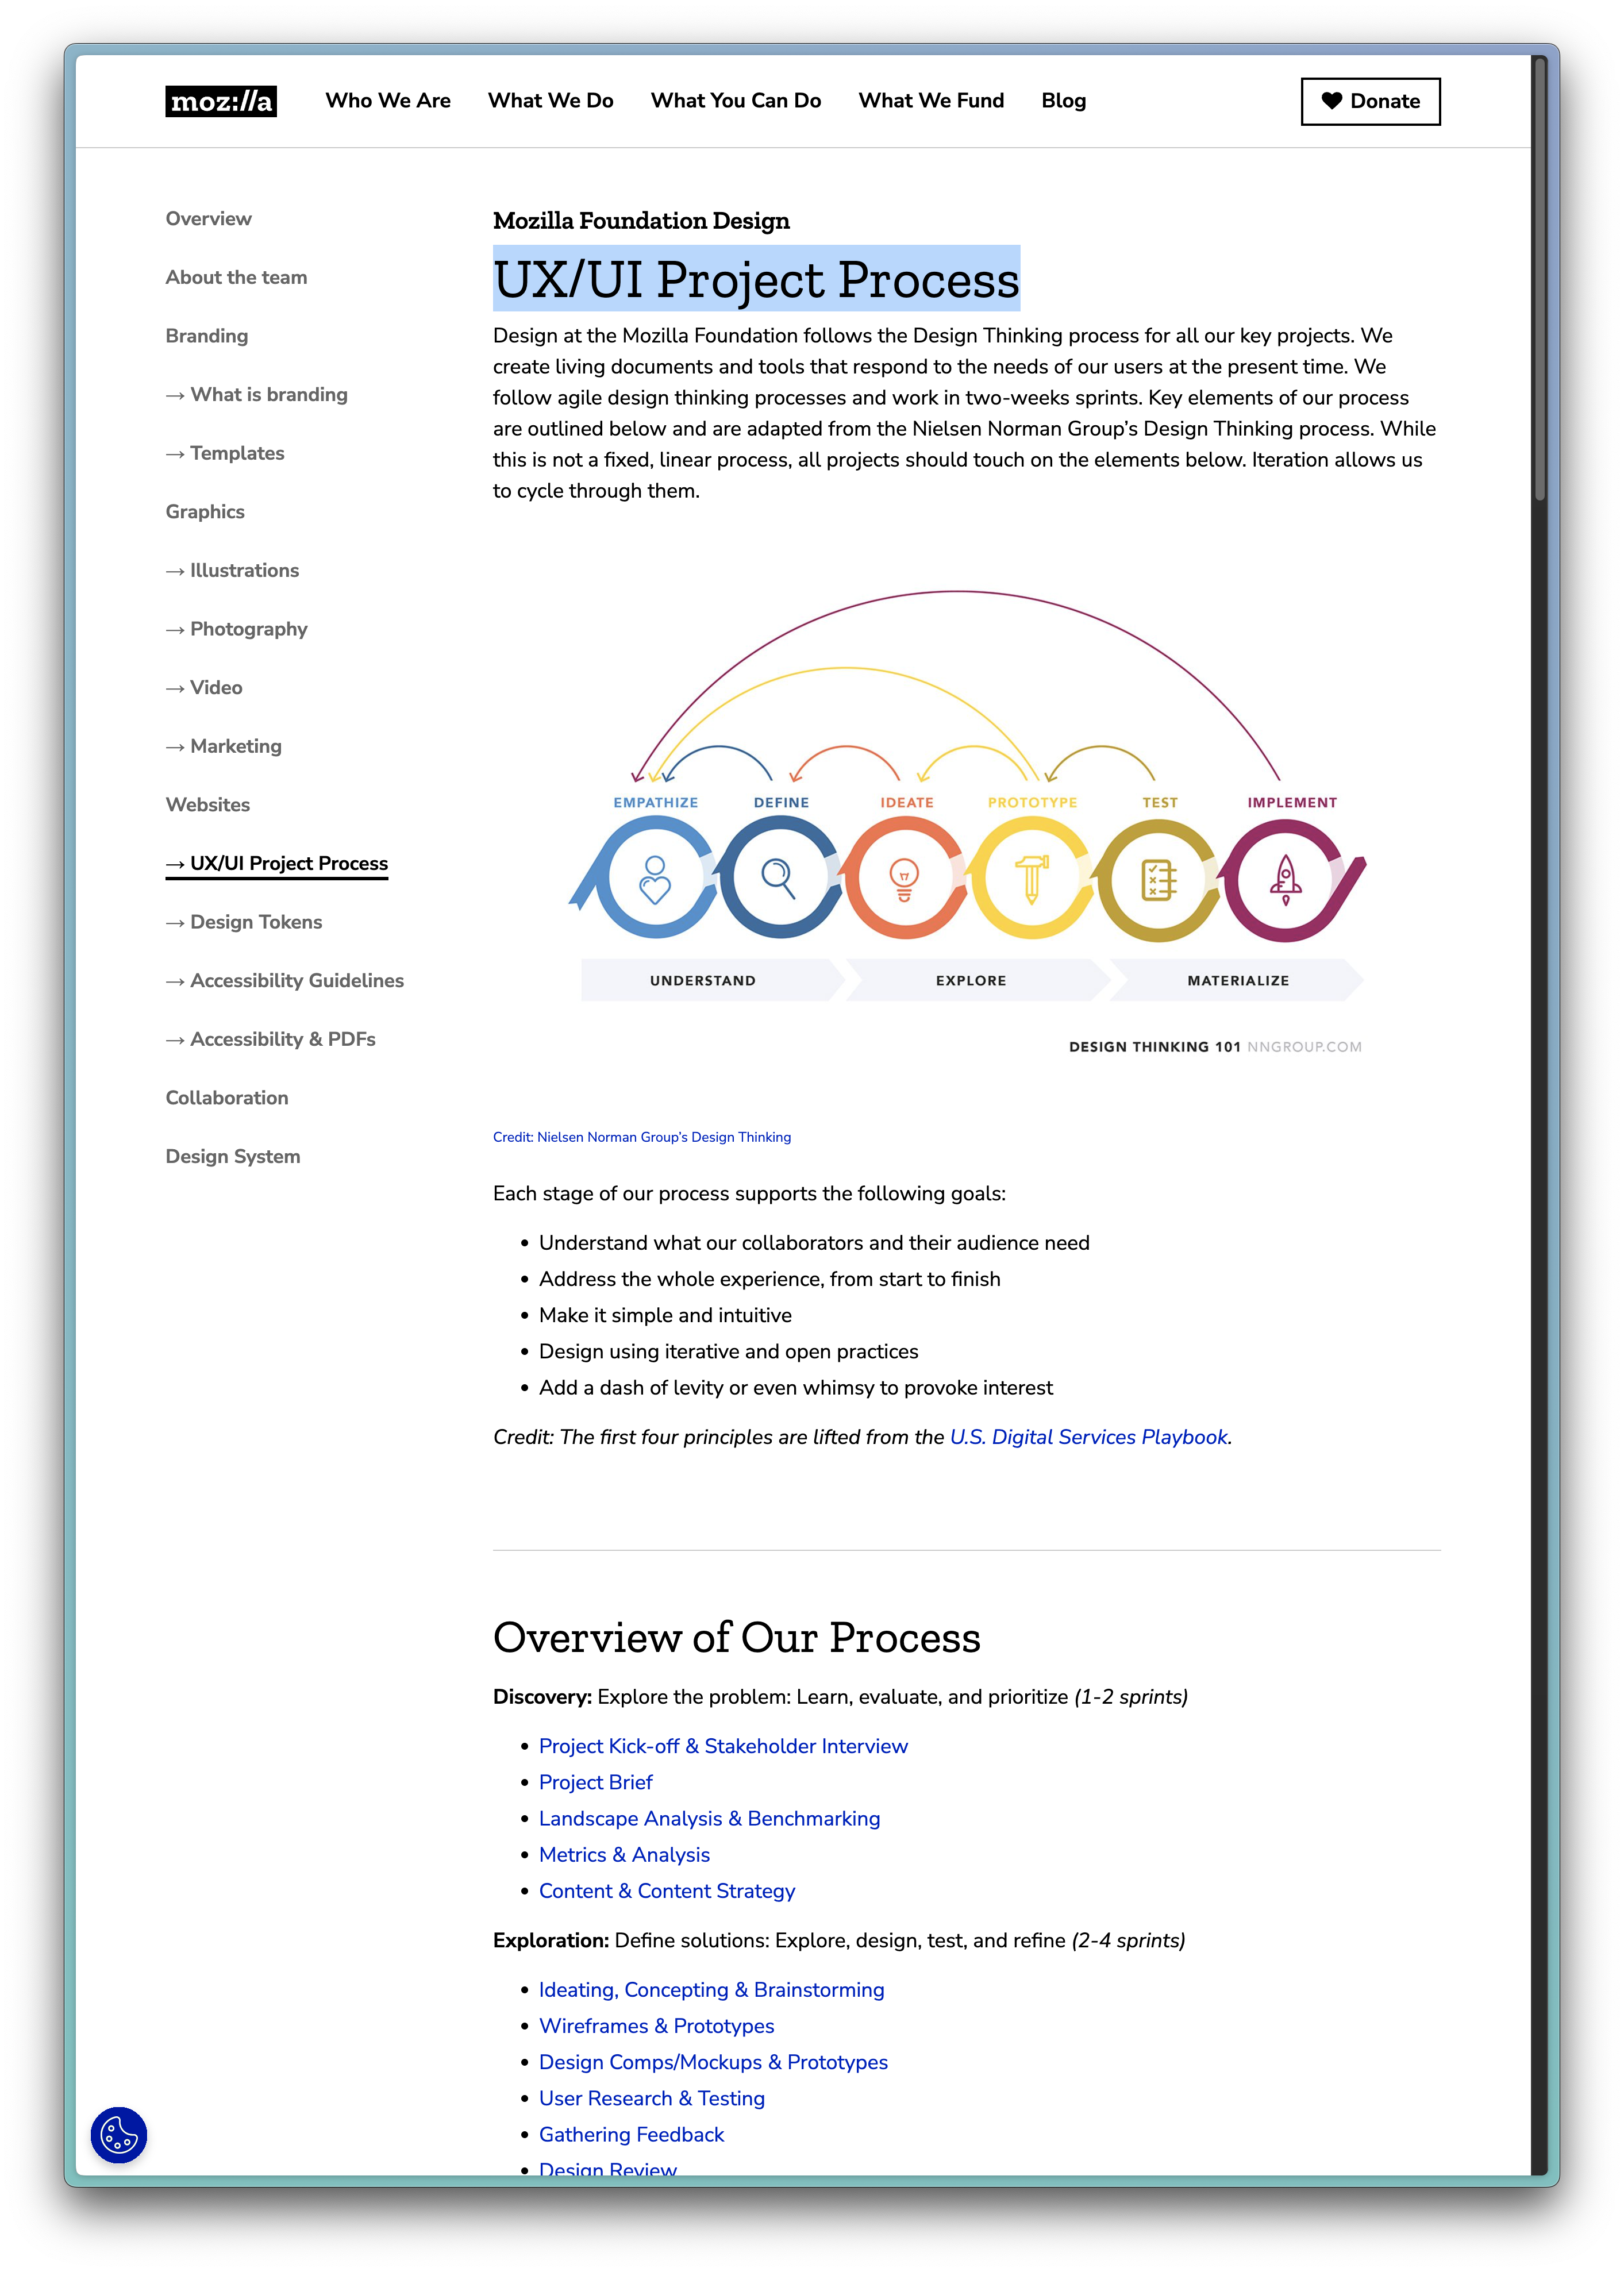 moz://a
Who We Are
What We Do
What You Can Do
What We Fund
Blog
Donate
Overview
About the team
Branding
→ What is branding
→ Templates
Graphics
→ Illustrations
→ Photography
→ Video
→ Marketing
Websites
→ UX/UI Project Process
→ Design Tokens
→ Accessibility Guidelines
→ Accessibility & PDFs
Collaboration
Design System
Mozilla Foundation Design
UX/UI Project Process
Design at the Mozilla Foundation follows the Design Thinking process for all our key projects. We
create living documents and tools that respond to the needs of our users at the present time. We
follow agile design thinking processes and work in two-weeks sprints. Key elements of our process
are outlined below and are adapted from the Nielsen Norman Group’s Design Thinking process. While
this is not a fixed, linear process, all projects should touch on the elements below. Iteration allows us
to cycle through them.
EMPATHIZE
DEFINE
IDEATE
PROTOTYPE
TEST
IMPLEMENT
UNDERSTAND
EXPLORE
MATERIALIZE
DESIGN THINKING 101 NNGROUP.COM
Credit: Nielsen Norman Group’s Design Thinking
Each stage of our process supports the following goals:
• Understand what our collaborators and their audience need
• Address the whole experience, from start to finish
• Make it simple and intuitive
• Design using iterative and open practices
• Add a dash of levity or even whimsy to provoke interest
Credit: The first four principles are lifted from the U.S. Digital Services Playbook.
Overview of Our Process
Discovery: Explore the problem: Learn, evaluate, and prioritize (1-2 sprints)
• Project Kick-off & Stakeholder Interview
• Project Brief
• Landscape Analysis & Benchmarking
• Metrics & Analysis
• Content & Content Strategy
Exploration: Define solutions: Explore, design, test, and refine (2-4 sprints)
• Ideating, Concepting & Brainstorming
• Wireframes & Prototypes
• Design Comps/Mockups & Prototypes
• User Research & Testing
• Gathering Feedback
• Design Review